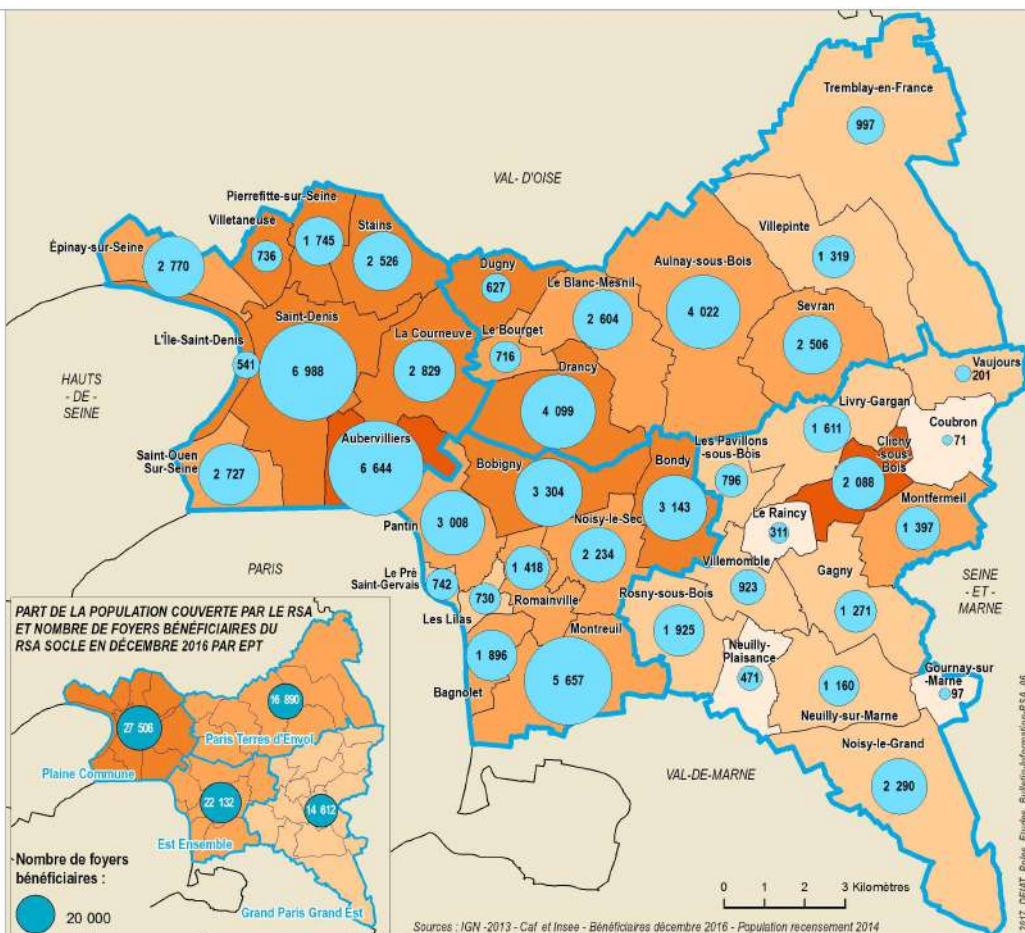 Tremblay-en-France
997
VAL- D'OISE
Pierrefitte-sur-Seine
1 745
Villetaneuse
736
Stains
2 526
Épinay-sur-Seine
2 770
Villepinte
1 319
Dugny
627
Le Blanc-Mesnil
2 604
Aulnay-sous-Bois
4 022
Sevran
2 506
Saint-Denis
6 988
La Courneuve
2 829
Le Bourget
716
L'Île-Saint-Denis
541
HAUTS
- DE -
SEINE
Drancy
4 099
Vaujours
201
Livry-Gargan
1 611
Coubron
71
Saint-Ouen
Sur-Seine
2 727
Aubervilliers
6 644
Bobigny
3 304
Bondy
3 143
Les Pavillons
-sous-Bois
796
Clichy
-sous-
Bois
2 088
Montfermeil
1 397
Pantin
3 008
Noisy-le-Sec
2 234
Le Raincy
311
PARIS
Le Pré
Saint-Gervais
742
1 418
Romainville
730
Les Lilas
Villemomble
923
Gagny
1 271
SEINE
- ET -
MARNE
Rosny-sous-Bois
1 925
Montreuil
5 657
1 896
Bagnolet
Neuilly-
Plaisance
471
1 160
Neuilly-sur-Marne
Gournay-sur
-Marne
97
Noisy-le-Grand
2 290
VAL-DE-MARNE
PART DE LA POPULATION COUVERTE PAR LE RSA
ET NOMBRE DE FOYERS BÉNÉFICIAIRES DU
RSA SOCLE EN DÉCEMBRE 2016 PAR EPT
16 890
27 506
Paris Terres d'Envol
Plaine Commune
22 132
14 612
Est Ensemble
Nombre de foyers
bénéficiaires :
20 000
Grand Paris Grand Est
0 1 2 3 Kilomètres
Sources : IGN -2013 - Caf et Insee - Bénéficiaires décembre 2016 - Population recensement 2014